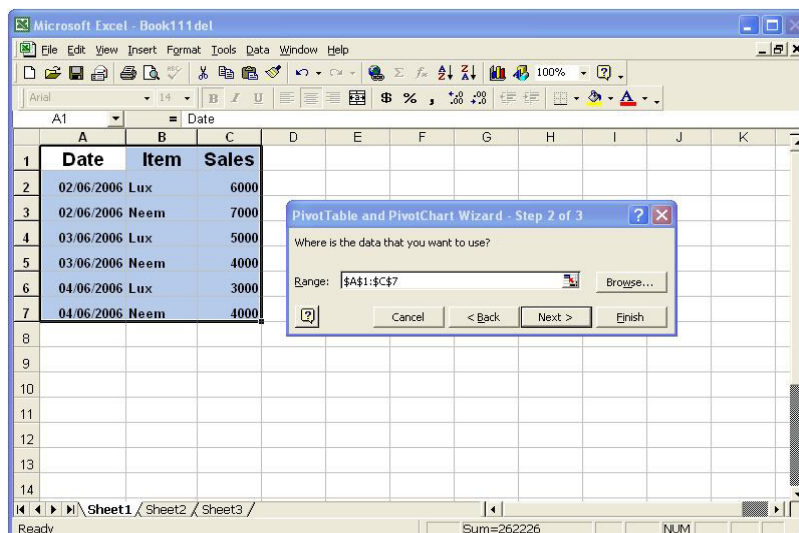 Microsoft Excel - Book111del
File Edit View Insert Format Tools Data Window Help
100%
Arial 14 B I U $ % ,
A1 = Date
A B C D E F G H I J K
1 Date Item Sales
2 02/06/2006 Lux 6000
3 02/06/2006 Neem 7000
4 03/06/2006 Lux 5000
5 03/06/2006 Neem 4000
6 04/06/2006 Lux 3000
7 04/06/2006 Neem 4000
8
9
10
11
12
13
14
PivotTable and PivotChart Wizard - Step 2 of 3
Where is the data that you want to use?
Range: $A$1:$C$7 Browse...
Cancel < Back Next > Finish
Sheet1 / Sheet2 / Sheet3 /
Ready Sum=262226 NUM